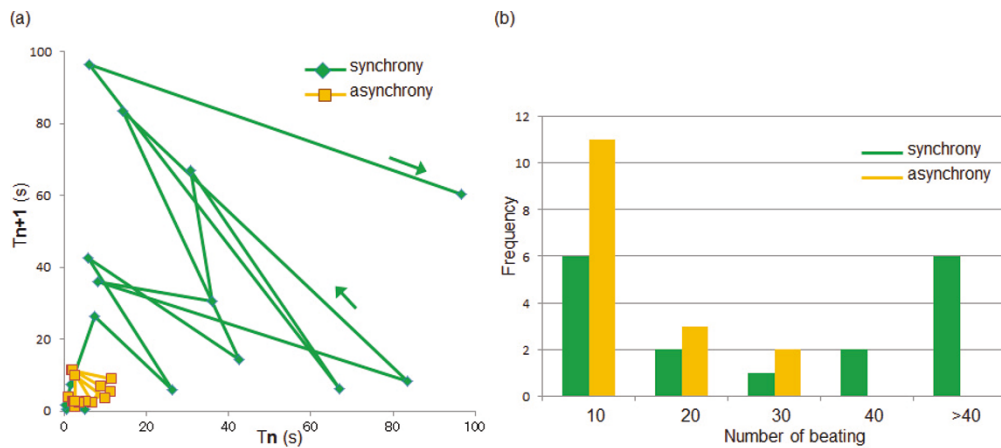 (a)
100
80
60
40
20
0
Tn+1 (s)
0 20 40 60 80 100
Tn (s)
synchrony
asynchrony
(b)
12
10
8
6
4
2
0
Frequency
10 20 30 40 >40
Number of beating
synchrony
asynchrony